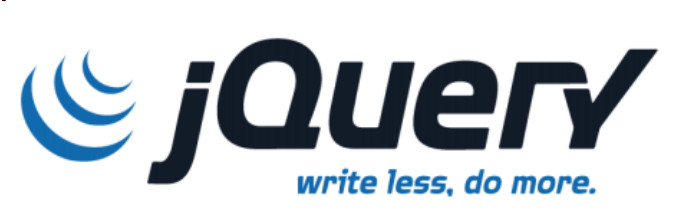 jQuery
write less, do more.